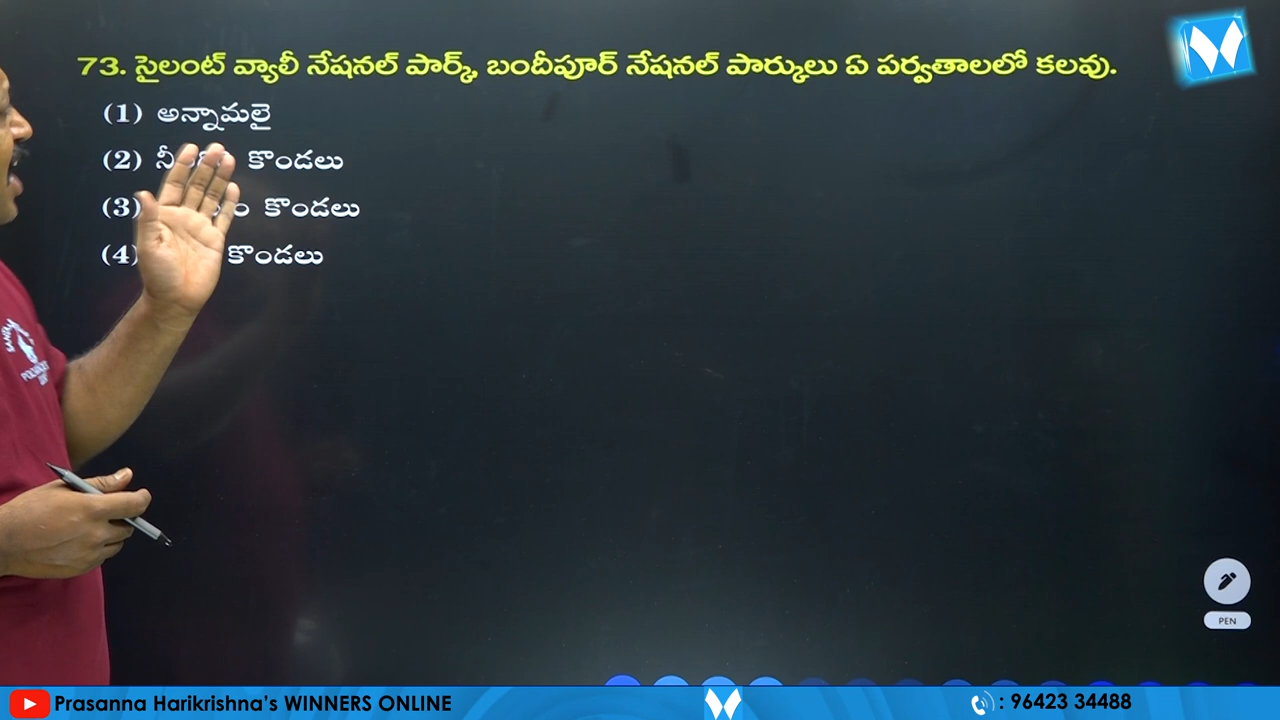 73. సైలంట్ వ్యాలీ నేషనల్ పార్క్, బందీపూర్ నేషనల్ పార్కులు ఏ పర్వతాలలో కలవు.
(1) అన్నామలై
(2) కొండలు
(3) కొండలు
(4) కొండలు
PEN
Prasanna Harikrishna's WINNERS ONLINE
: 96423 34488